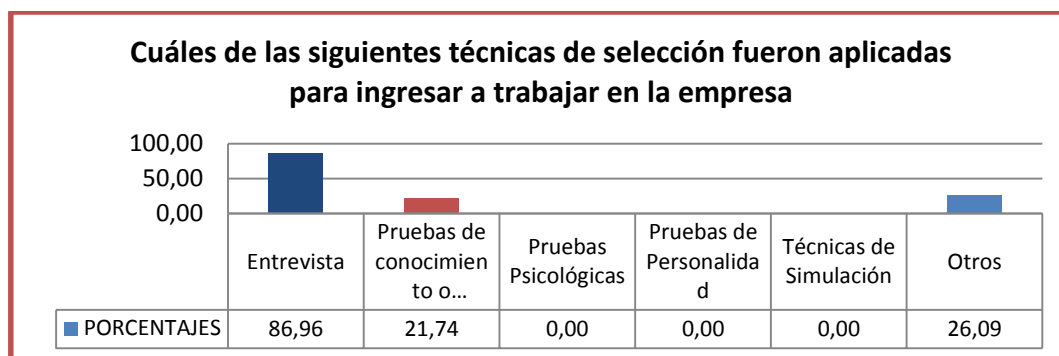 Cuáles de las siguientes técnicas de selección fueron aplicadas
para ingresar a trabajar en la empresa
100,00
50,00
0,00
Entrevista
Pruebas de
conocimien
to o...
Pruebas
Psicológicas
Pruebas de
Personalida
d
Técnicas de
Simulación
Otros
PORCENTAJES 86,96 21,74 0,00 0,00 0,00 26,09